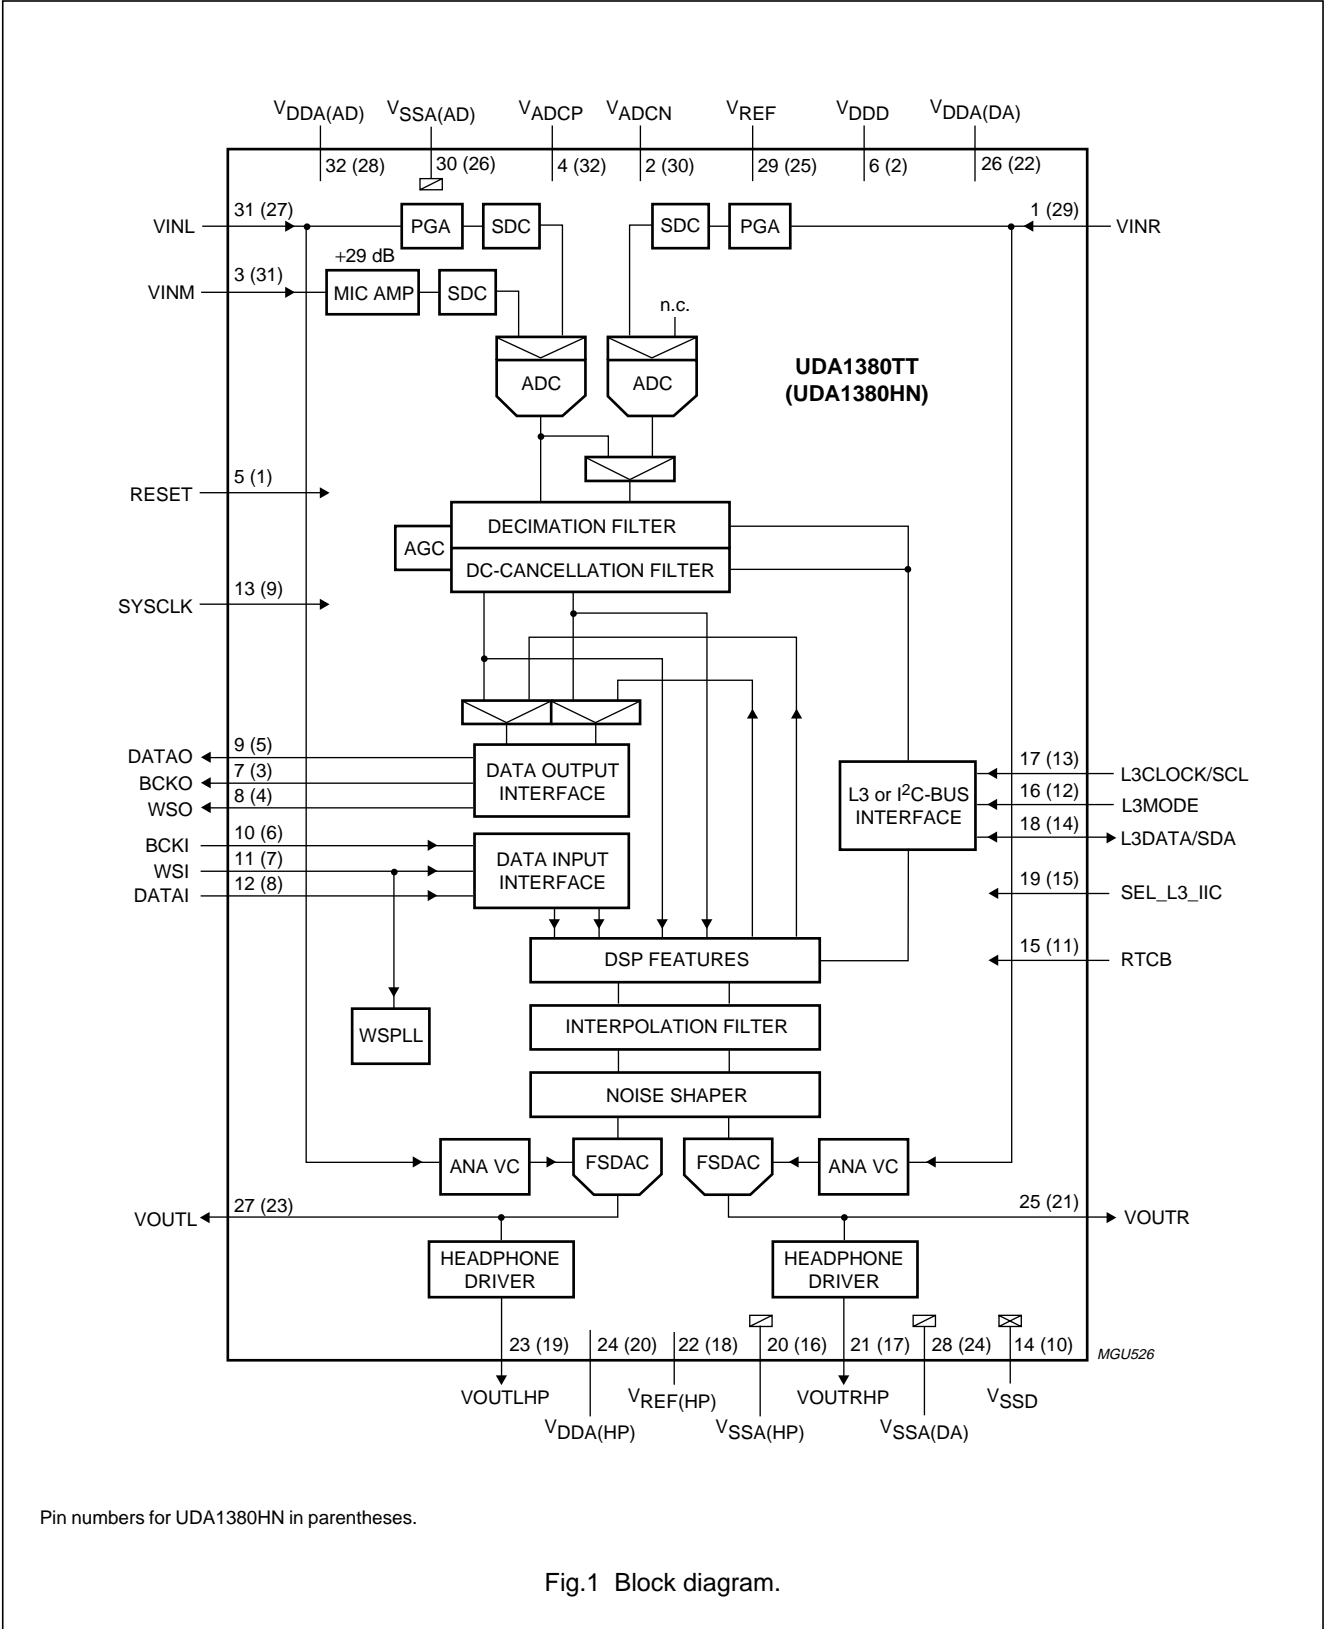 VDDA(AD) VSSA(AD) VADCP VADCN VREF VDDD VDDA(DA)
32 (28) 30 (26) 4 (32) 2 (30) 29 (25) 6 (2) 26 (22)
VINL 31 (27) PGA SDC SDC PGA 1 (29) VINR
+29 dB
VINM 3 (31) MIC AMP SDC
n.c.
ADC ADC
UDA1380TT
(UDA1380HN)
RESET 5 (1)
DECIMATION FILTER
AGC
DC-CANCELLATION FILTER
SYSCLK 13 (9)
DATAO 9 (5)
BCKO 7 (3)
WSO 8 (4)
DATA OUTPUT
INTERFACE
L3 or I2C-BUS
INTERFACE
17 (13) L3CLOCK/SCL
16 (12) L3MODE
18 (14) L3DATA/SDA
BCKI 10 (6)
WSI 11 (7)
DATAI 12 (8)
DATA INPUT
INTERFACE
19 (15) SEL_L3_IIC
DSP FEATURES
15 (11) RTCB
INTERPOLATION FILTER
WSPLL
NOISE SHAPER
ANA VC FSDAC FSDAC ANA VC
VOUTL 27 (23) 25 (21) VOUTR
HEADPHONE
DRIVER
HEADPHONE
DRIVER
23 (19) 24 (20) 22 (18) 20 (16) 21 (17) 28 (24) 14 (10)
MGU526
VOUTLHP VREF(HP) VOUTRHP VSSD
VDDA(HP) VSSA(HP) VSSA(DA)
Pin numbers for UDA1380HN in parentheses.
Fig.1 Block diagram.